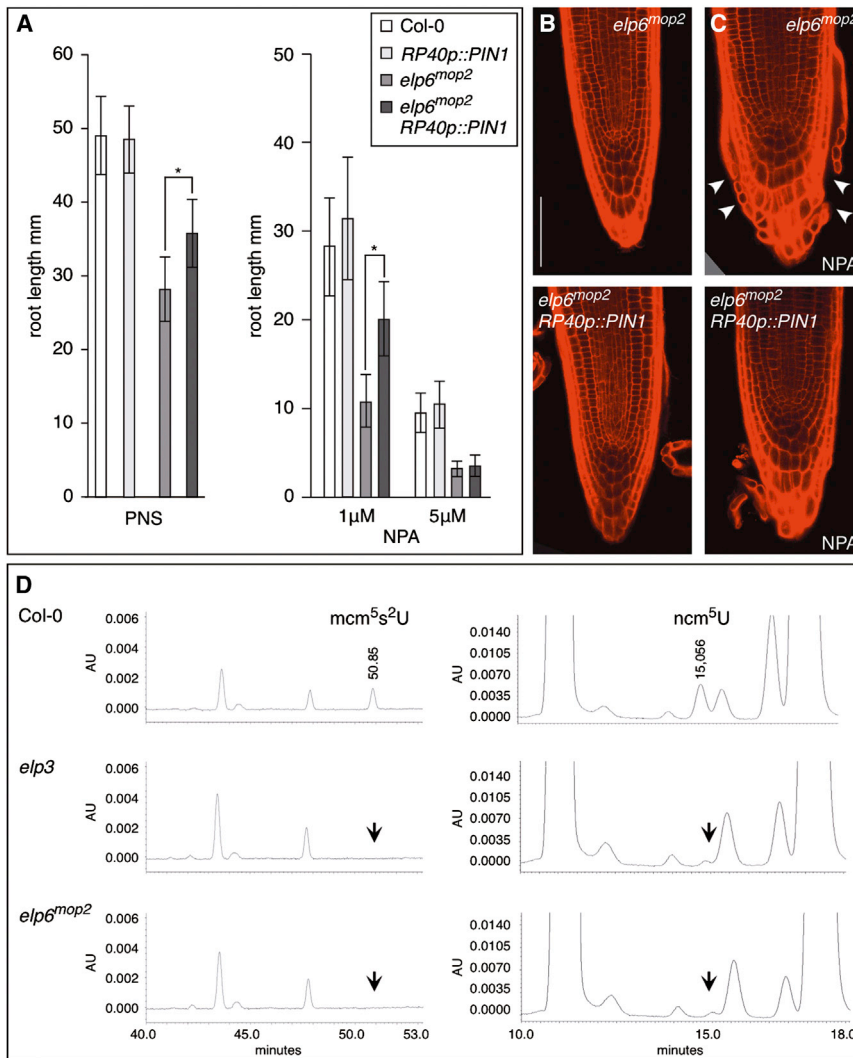 A
Col-0
RP40p::PIN1
elp6mop2
elp6mop2
RP40p::PIN1
root length mm
60
50
40
30
20
10
0
*
PNS
root length mm
50
40
30
20
10
0
*
1µM
5µM
NPA
B
elp6mop2
C
elp6mop2
NPA
elp6mop2
RP40p::PIN1
elp6mop2
RP40p::PIN1
NPA
D
Col-0
mcm5s2U
ncm5U
AU
0.006
0.004
0.002
0.000
50.85
AU
0.0140
0.0105
0.0070
0.0035
0.0000
15,056
elp3
AU
0.006
0.004
0.002
0.000
AU
0.0140
0.0105
0.0070
0.0035
0.0000
elp6mop2
AU
0.006
0.004
0.002
0.000
40.0
45.0
50.0
53.0
minutes
AU
0.0140
0.0105
0.0070
0.0035
0.0000
10.0
15.0
18.0
minutes